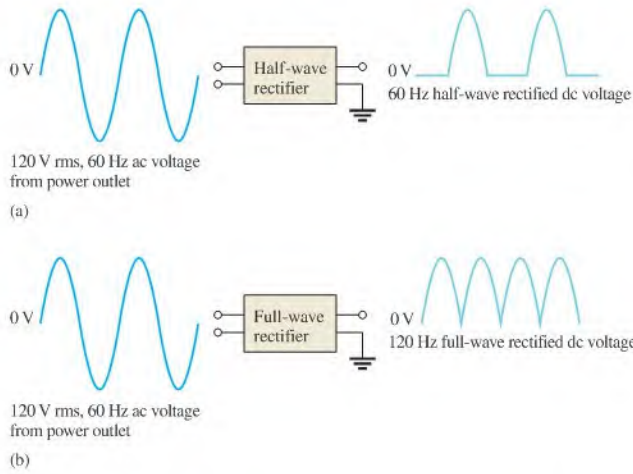 0 V
Half-wave
rectifier
0 V
60 Hz half-wave rectified dc voltage
120 V rms, 60 Hz ac voltage
from power outlet
(a)
0 V
Full-wave
rectifier
0 V
120 Hz full-wave rectified dc voltage
120 V rms, 60 Hz ac voltage
from power outlet
(b)